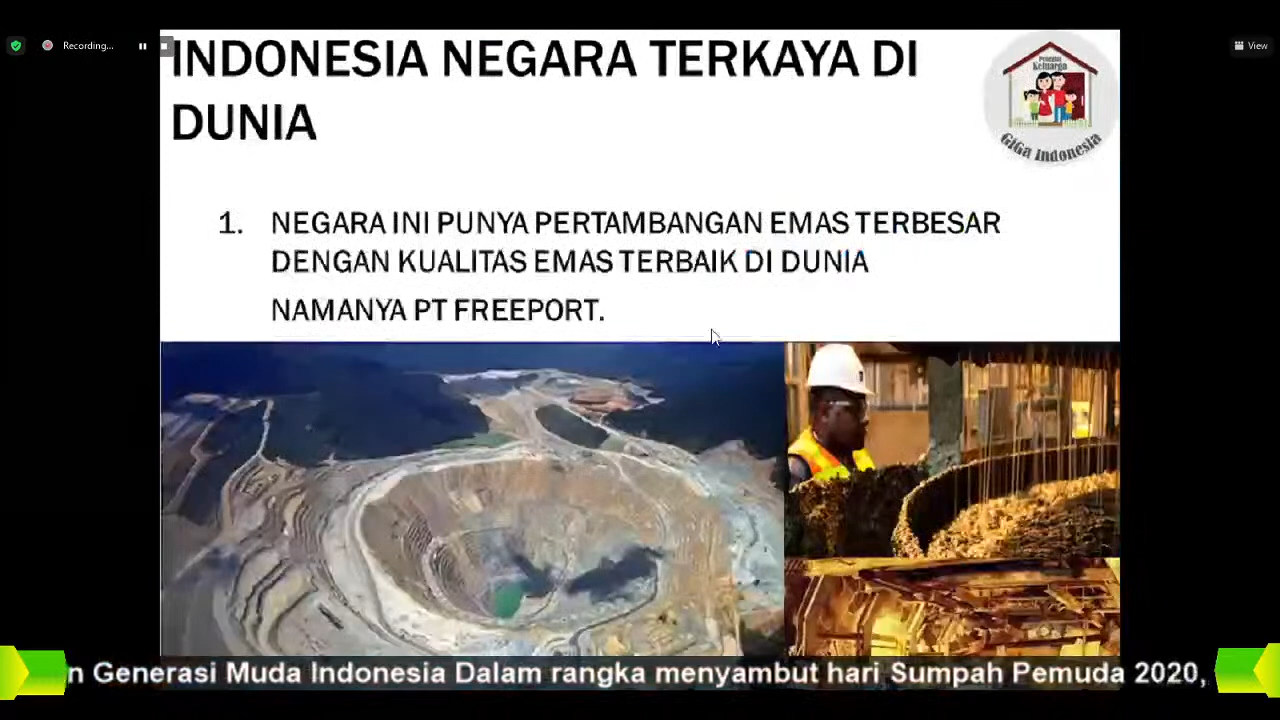 Recording...
View
INDONESIA NEGARA TERKAYA DI
DUNIA
Keluarga
GiGa Indonesia
1. NEGARA INI PUNYA PERTAMBANGAN EMAS TERBESAR
DENGAN KUALITAS EMAS TERBAIK DI DUNIA
NAMANYA PT FREEPORT.
n Generasi Muda Indonesia Dalam rangka menyambut hari Sumpah Pemuda 2020,